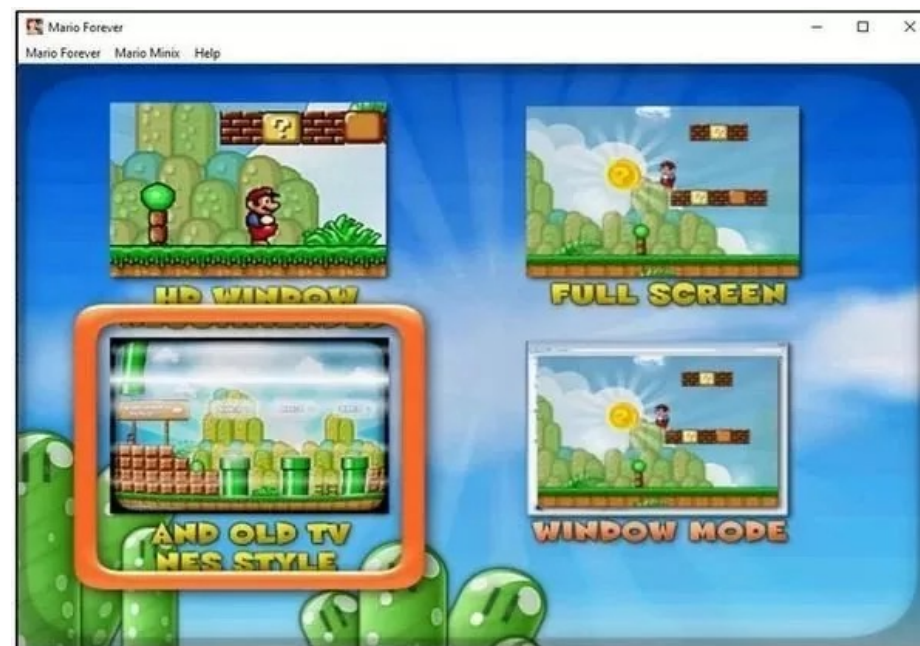 Mario Forever
Mario Forever Mario Minix Help
HD WINDOW
FULL SCREEN
AND OLD TV
NES STYLE
WINDOW MODE